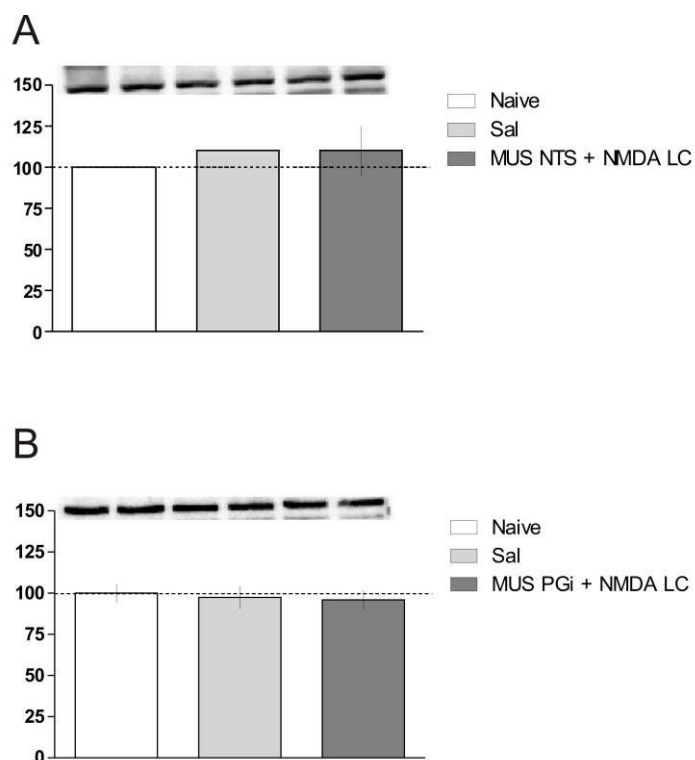 A
150
125
100
75
50
25
0
Naive
Sal
MUS NTS + NMDA LC
B
150
125
100
75
50
25
0
Naive
Sal
MUS PGi + NMDA LC